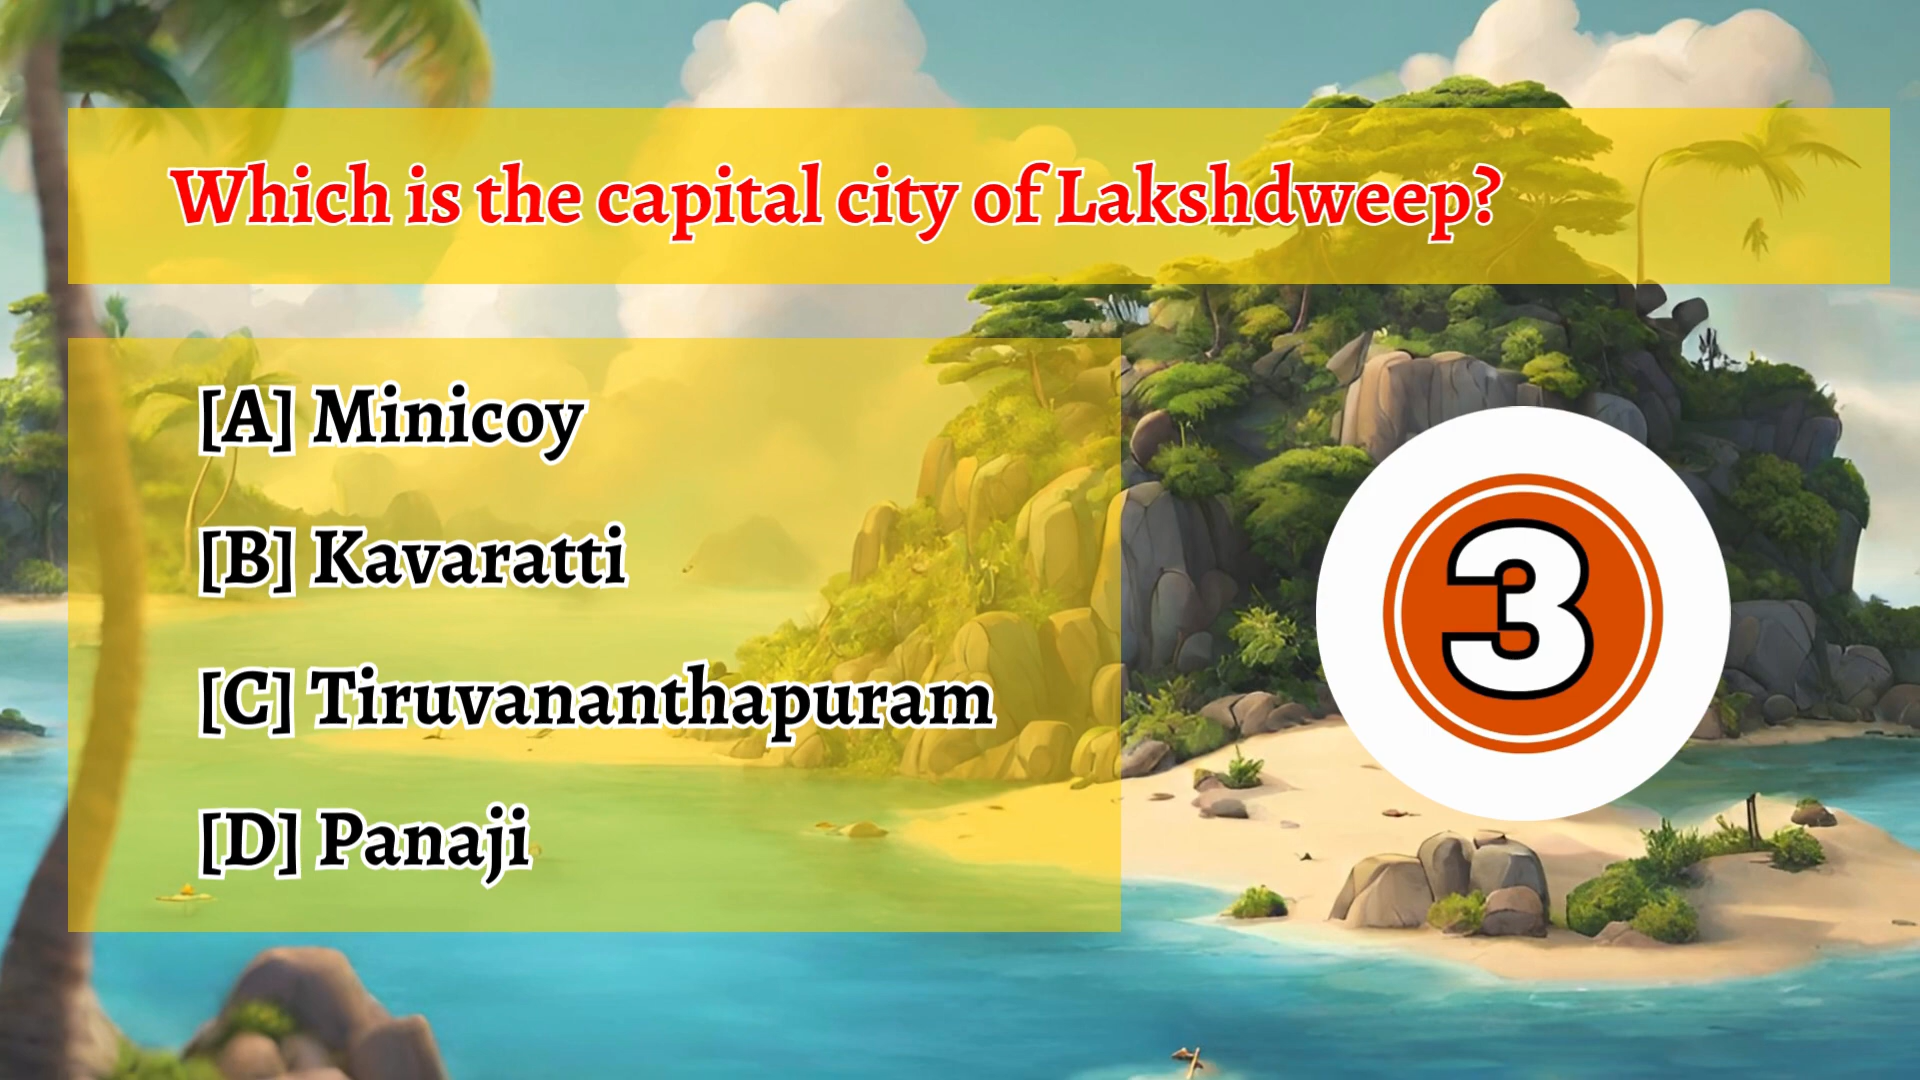 Which is the capital city of Lakshdweep?
[A] Minicoy
[B] Kavaratti
[C] Tiruvananthapuram
[D] Panaji
3